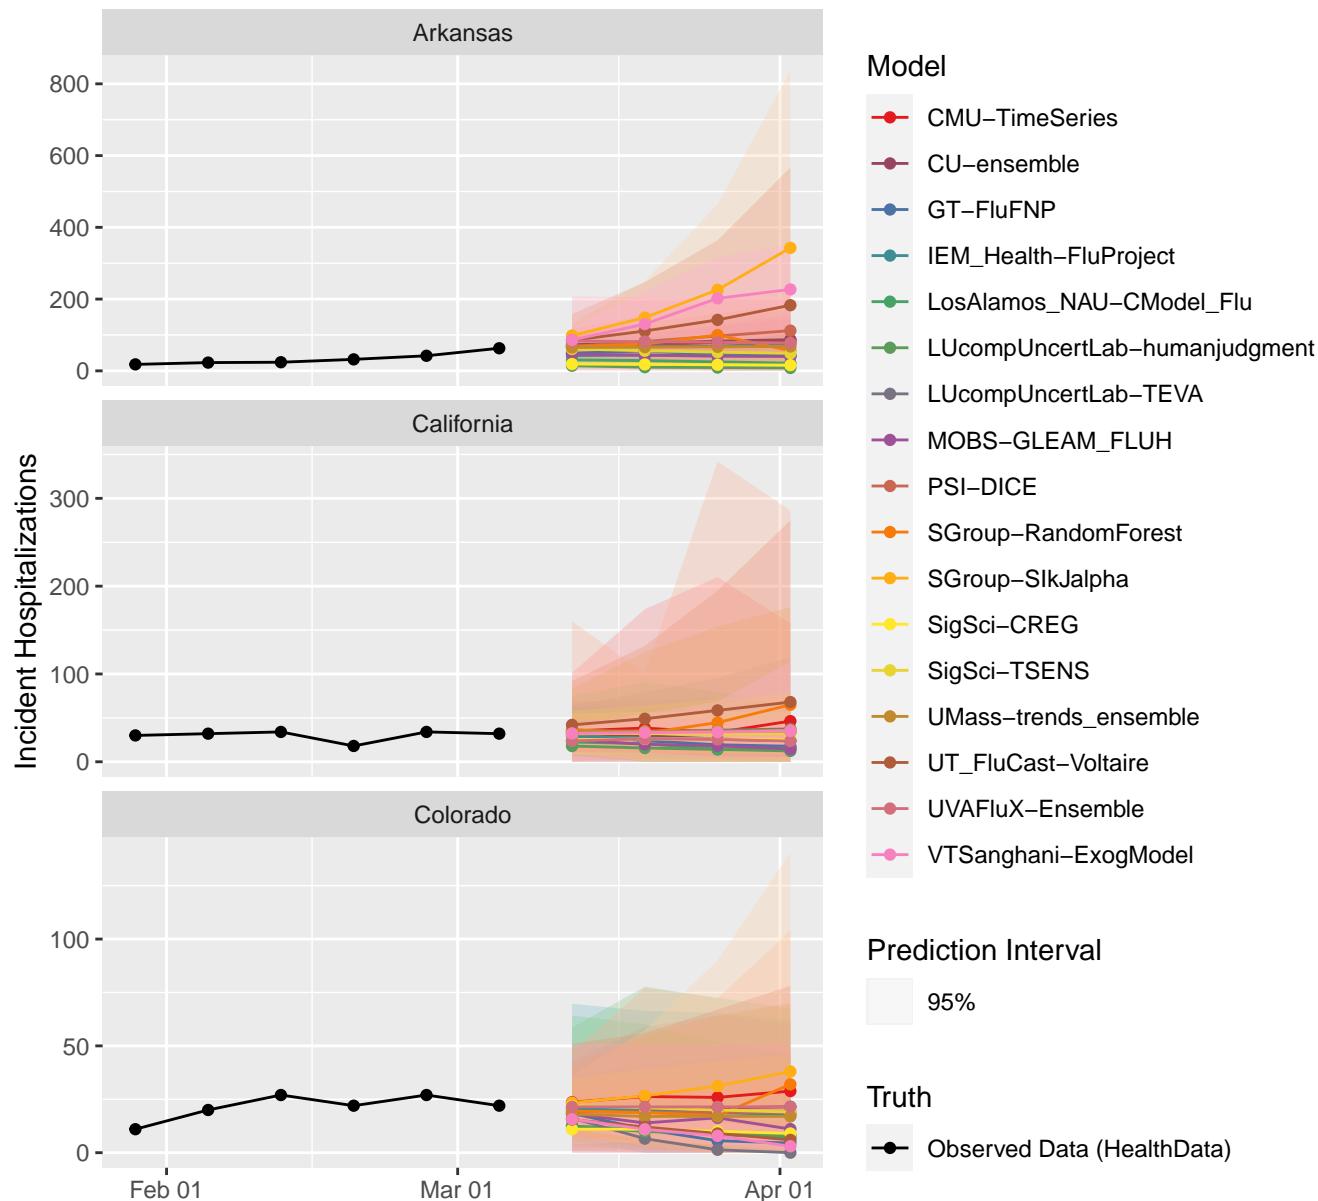 Arkansas
800
600
400
200
0
California
300
200
100
0
Colorado
100
50
0
Feb 01
Mar 01
Apr 01
Incident Hospitalizations
Model
CMU−TimeSeries
CU−ensemble
GT−FluFNP
IEM_Health−FluProject
LosAlamos_NAU−CModel_Flu
LUcompUncertLab−humanjudgment
LUcompUncertLab−TEVA
MOBS−GLEAM_FLUH
PSI−DICE
SGroup−RandomForest
SGroup−SIkJalpha
SigSci−CREG
SigSci−TSENS
UMass−trends_ensemble
UT_FluCast−Voltaire
UVAFluX−Ensemble
VTSanghani−ExogModel
Prediction Interval
95%
Truth
Observed Data (HealthData)